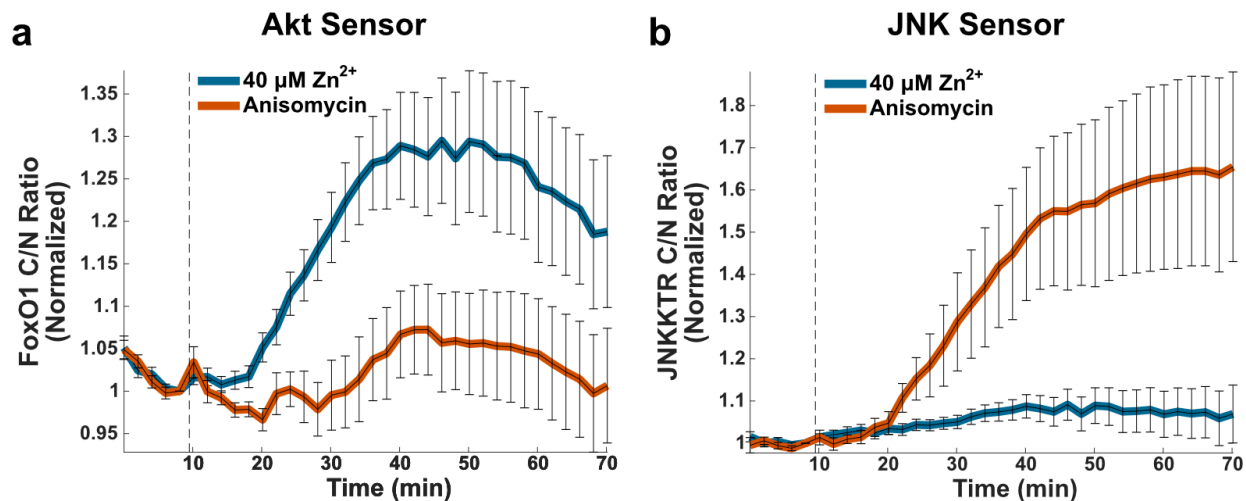 a
Akt Sensor
40 µM Zn²⁺
Anisomycin
FoxO1 C/N Ratio
(Normalized)
1.35
1.3
1.25
1.2
1.15
1.1
1.05
1
0.95
10 20 30 40 50 60 70
Time (min)
b
JNK Sensor
40 µM Zn²⁺
Anisomycin
JNKKTR C/N Ratio
(Normalized)
1.8
1.7
1.6
1.5
1.4
1.3
1.2
1.1
1
10 20 30 40 50 60 70
Time (min)